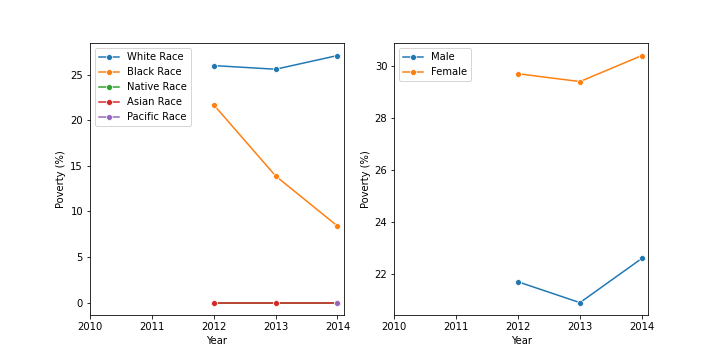 White Race
Black Race
Native Race
Asian Race
Pacific Race
25
20
15
10
5
0
Poverty (%)
2010 2011 2012 2013 2014
Year
Male
Female
30
28
26
24
22
Poverty (%)
2010 2011 2012 2013 2014
Year